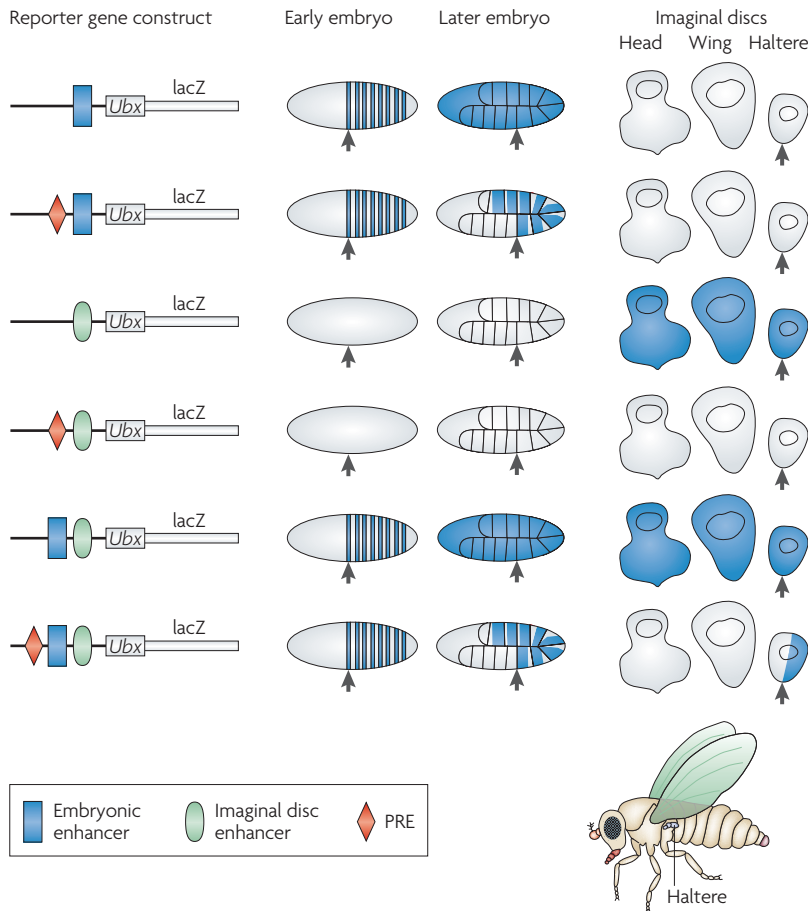 Reporter gene construct
Early embryo
Later embryo
Imaginal discs
Head
Wing
Haltere
lacZ
Ubx
lacZ
Ubx
lacZ
Ubx
lacZ
Ubx
lacZ
Ubx
lacZ
Ubx
Embryonic
enhancer
Imaginal disc
enhancer
PRE
Haltere